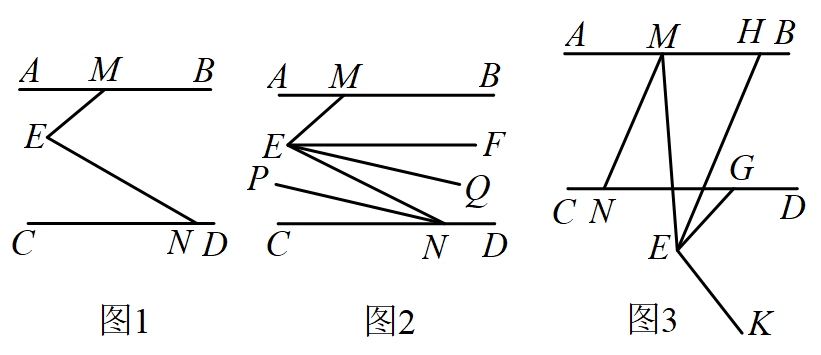 A M B
E
C N D
图1
A M B
E F
P Q
C N D
图2
A M H B
G
C N D
E
K
图3